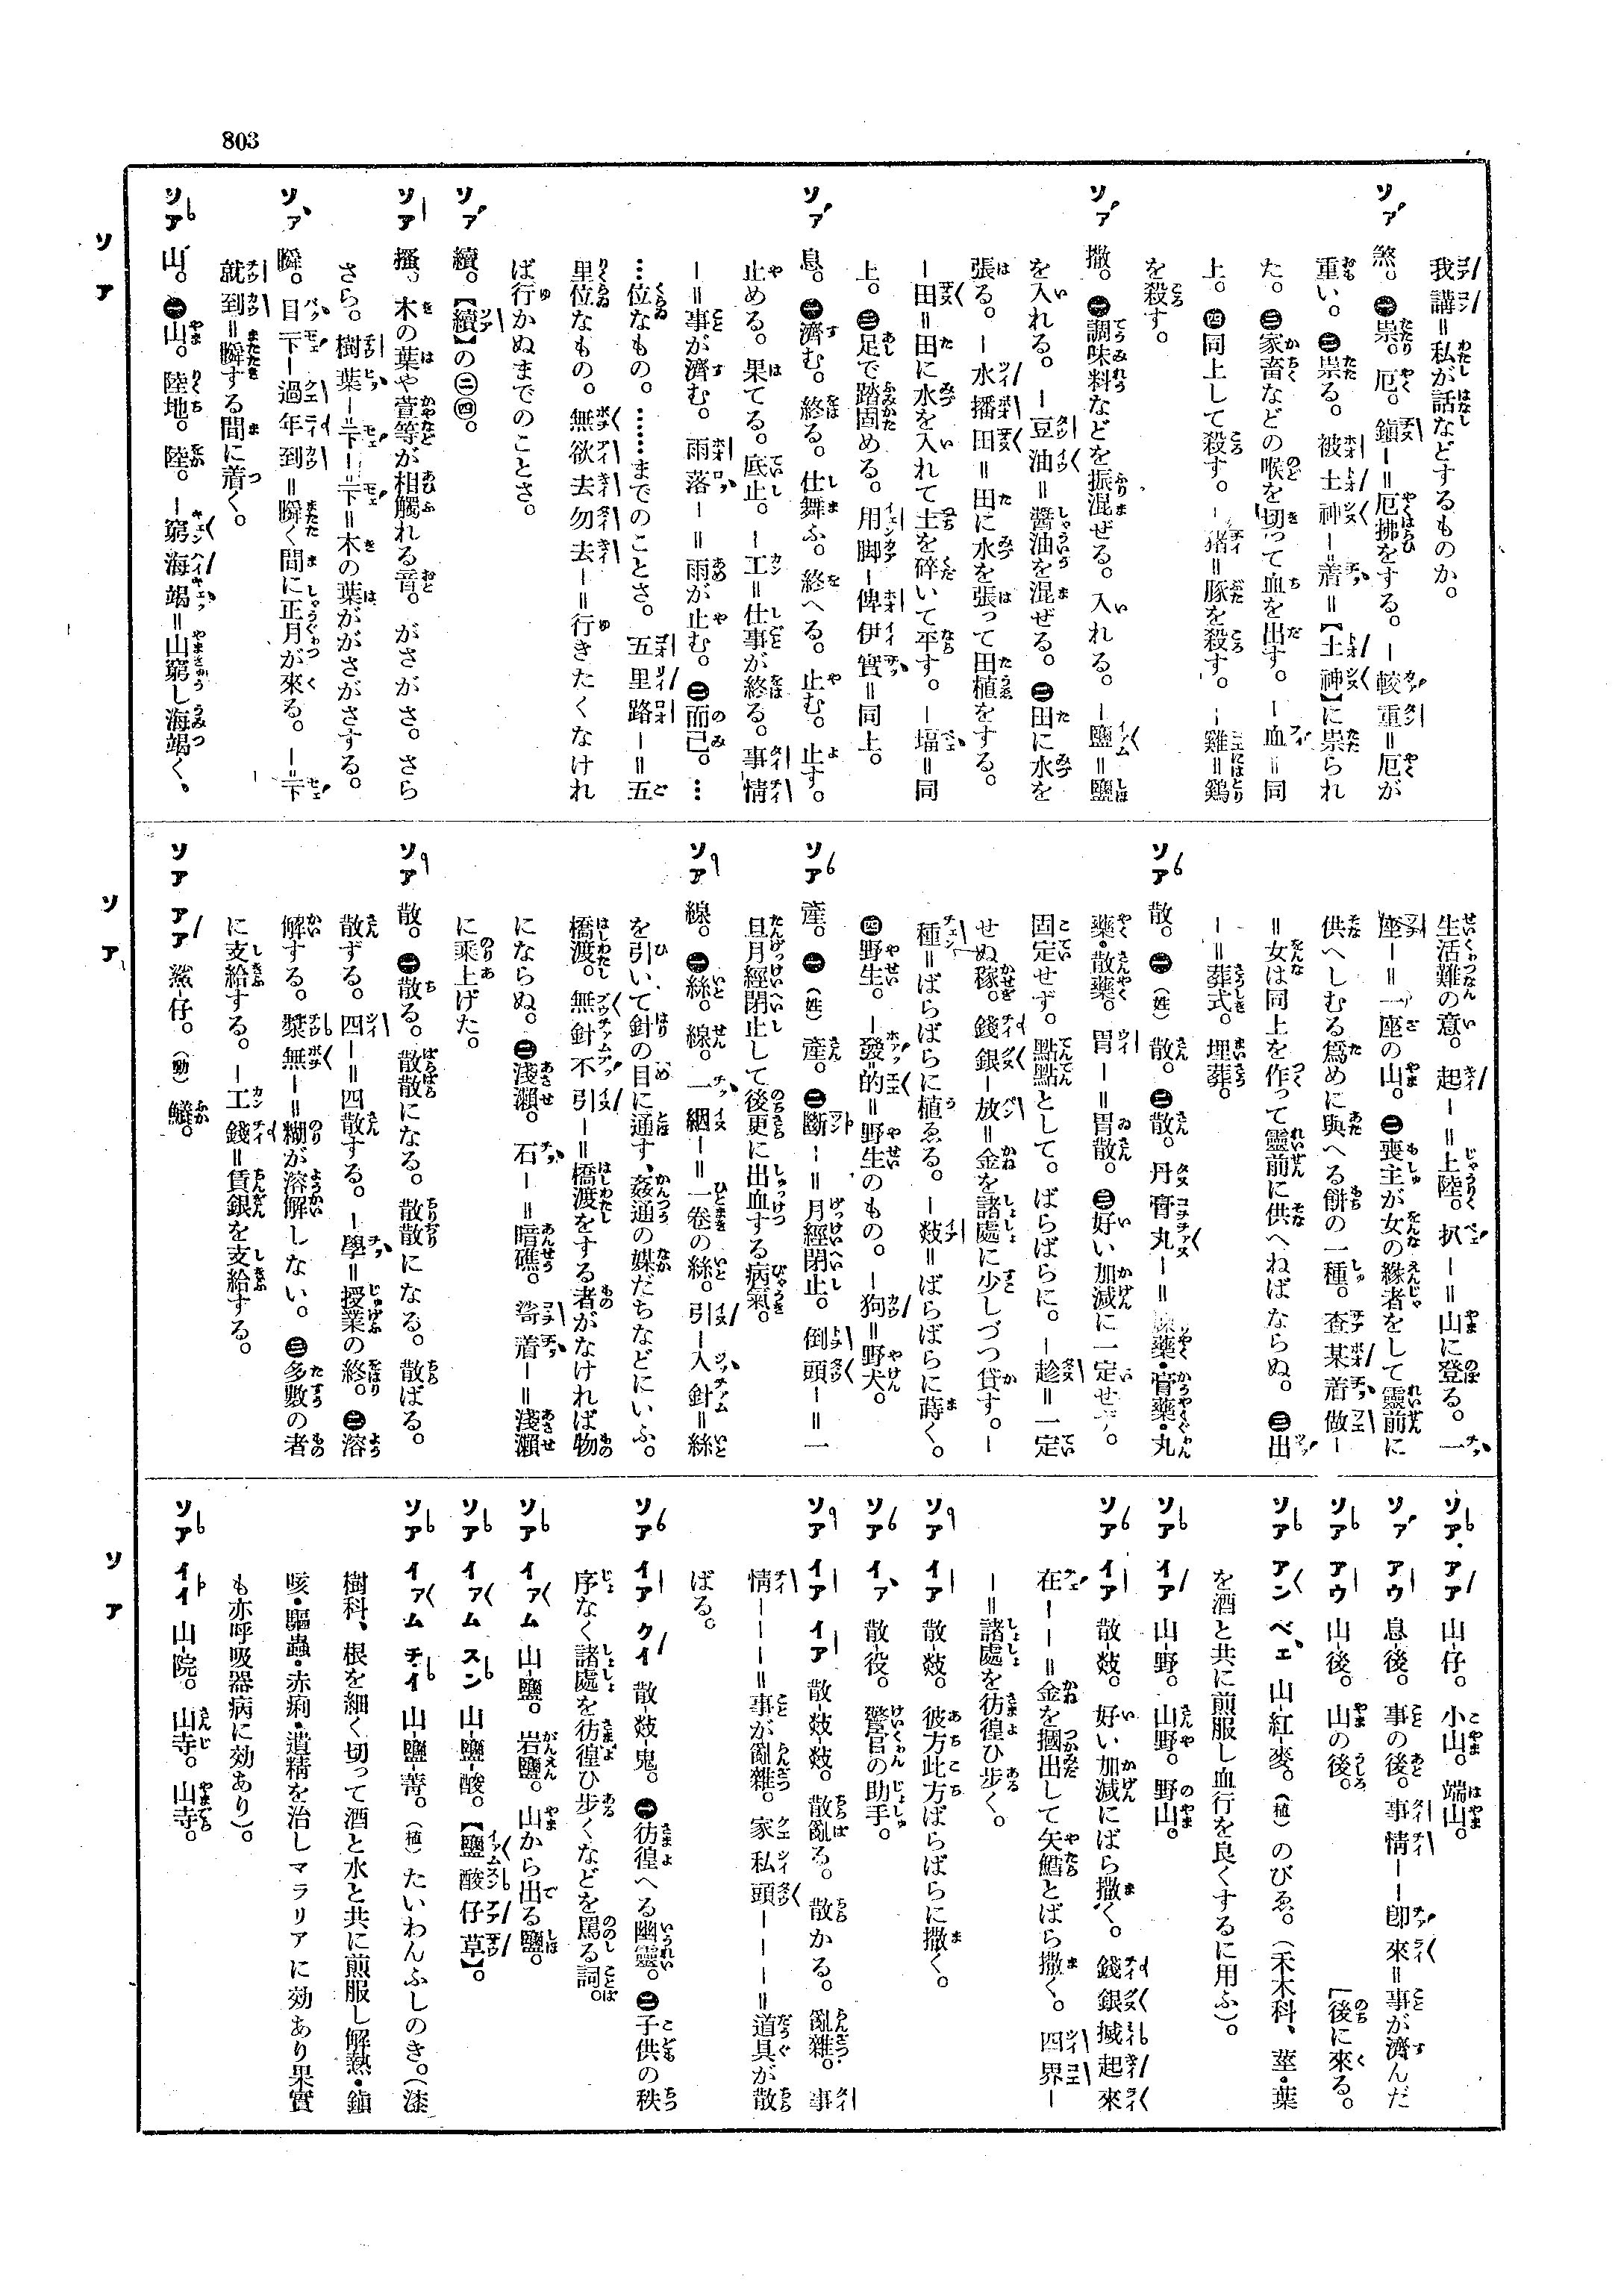 803
我講＝私が話などするものか。
ソァ 煞。㊀祟。厄。鎭ー＝厄拂をする。ー較重＝厄が
重い。㊁祟る。被土神ー着＝【土神】に祟られ
た。㊂家畜などの喉を切って血を出す。ー血＝同
上。㊃同上して殺す。ー猪＝豚を殺す。ー雞＝鷄
を殺す。
ソァ 撒。㊀調味料などを振混ぜる。入れる。ー鹽＝鹽
を入れる。ー豆油＝醬油を混ぜる。㊁田に水を
張る。ー水播田＝田に水を張って田植をする。
ー田＝田に水を入れて土を碎いて平す。ー塭＝同
上。㊂足で踏固める。用脚ー俾伊實＝同上。
ソァ 息。㊀濟む。終る。仕舞ふ。終へる。止む。止す。
止める。果てる。底止。ー工＝仕事が終る。事情
ー＝事が濟む。雨落ー＝雨が止む。㊁而已。…
…位なもの。……までのことさ。五里路ー＝五
里位なもの。無欲去勿去ー＝行きたくなけれ
ば行かぬまでのことさ。
ソァ 續。【續】の㊁㊃。
ソァ 搔。木の葉や萱等が相觸れる音。がさがさ。さら
さら。樹葉ー下ー下＝木の葉ががさがさする。
ソァ 瞬。目下ー過年到＝瞬く間に正月が來る。ー＝下
就到＝瞬する間に着く。
ソァ 山。㊀山。陸地。陸。ー窮海竭＝山窮し海竭く、
生活難の意。起ー＝上陸。扒ー＝山に登る。一
座ー＝一座の山。㊁喪主が女の緣者をして靈前に
供へしむる爲めに與へる餅の一種。查某着做ー
＝女は同上を作って靈前に供へねばならぬ。㊂出
ー＝葬式。埋葬。
ソァ 散。㊀（姓）散。㊁散。丹膏丸ー＝藥・膏藥・丸
藥・散藥。胃ー＝胃散。㊂好い加減に一定せず。
固定せず。點點として。ばらばらに。ー趁＝一定
せぬ稼。錢銀ー放＝金を諸處に少しづつ貸す。ー
種＝ばらばらに植ゑる。ー敥＝ばらばらに蒔く。
㊃野生。ー發的＝野生のもの。ー狗＝野犬。
ソァ 產。㊀（姓）產。㊁斷ー＝月經閉止。倒頭ー＝一
旦月經閉止して後更に出血する病氣。
ソァ 線。㊀絲。線。一絪ー＝一卷の絲。引ー入針＝絲
を引いて針の目に通す、姦通の媒だちなどにいふ。
橋渡。無針不引ー＝橋渡をする者がなければ物
にならぬ。㊁淺瀨。石ー＝暗礁。着ー＝淺瀨
に乘上げた。
ソァ 散。㊀散る。散散になる。散散になる。散ばる。
散ずる。四ー＝四散する。ー學＝授業の終。㊁溶
解する。漿無ー＝糊が溶解しない。㊂多數の者
に支給する。ー工錢＝賃銀を支給する。
ソア アア 鯊仔。（動）鱶。
ソァ・アア 山仔。小山。端山。
ソァ アウ 息-後。事の後。事情ーー卽來＝事が濟んだ
ソァ アウ 山-後。山の後。［後に來る。
ソァ アン ベェ 山-紅-麥。（植）のびゑ。（禾木科、莖・葉
を酒と共に煎服し血行を良くするに用ふ）。
ソァ イア 山-野。山野。野山。
ソァ イア 散-敥。好い加減にばら撒く。錢銀搣起來
在ーー＝金を摑出して矢鱈とばら撒く。四界ー
ー＝諸處を彷徨ひ步く。
ソァ イア 散-敥。彼方此方ばらばらに撒く。
ソァ イァ 散-役。警官の助手。
ソァ イア イア 散-敥-敥。散亂る。散かる。亂雜。事
情ーーー＝事が亂雜。家私頭ーーー＝道具が散
ばる。
ソァ イア クイ 散-敥-鬼。㊀彷徨へる幽靈。㊁子供の秩
序なく諸處を彷徨ひ步くなどを罵る詞。
ソァ イァム 山-鹽。岩鹽。山から出る鹽。
ソァ イァム スン 山-鹽-酸。【鹽酸仔草】。
ソァ イァム チイ 山-鹽-菁。（植）たいわんふしのき。（漆
樹科、根を細く切って酒と水と共に煎服し解熱・鎭
咳・驅蟲・赤痢・遺精を治しマラリアに効あり果實
も亦呼吸器病に効あり）。
ソァ イイ 山-院。山寺。山寺。
ソ ァ
ソ ァ
ソ ァ